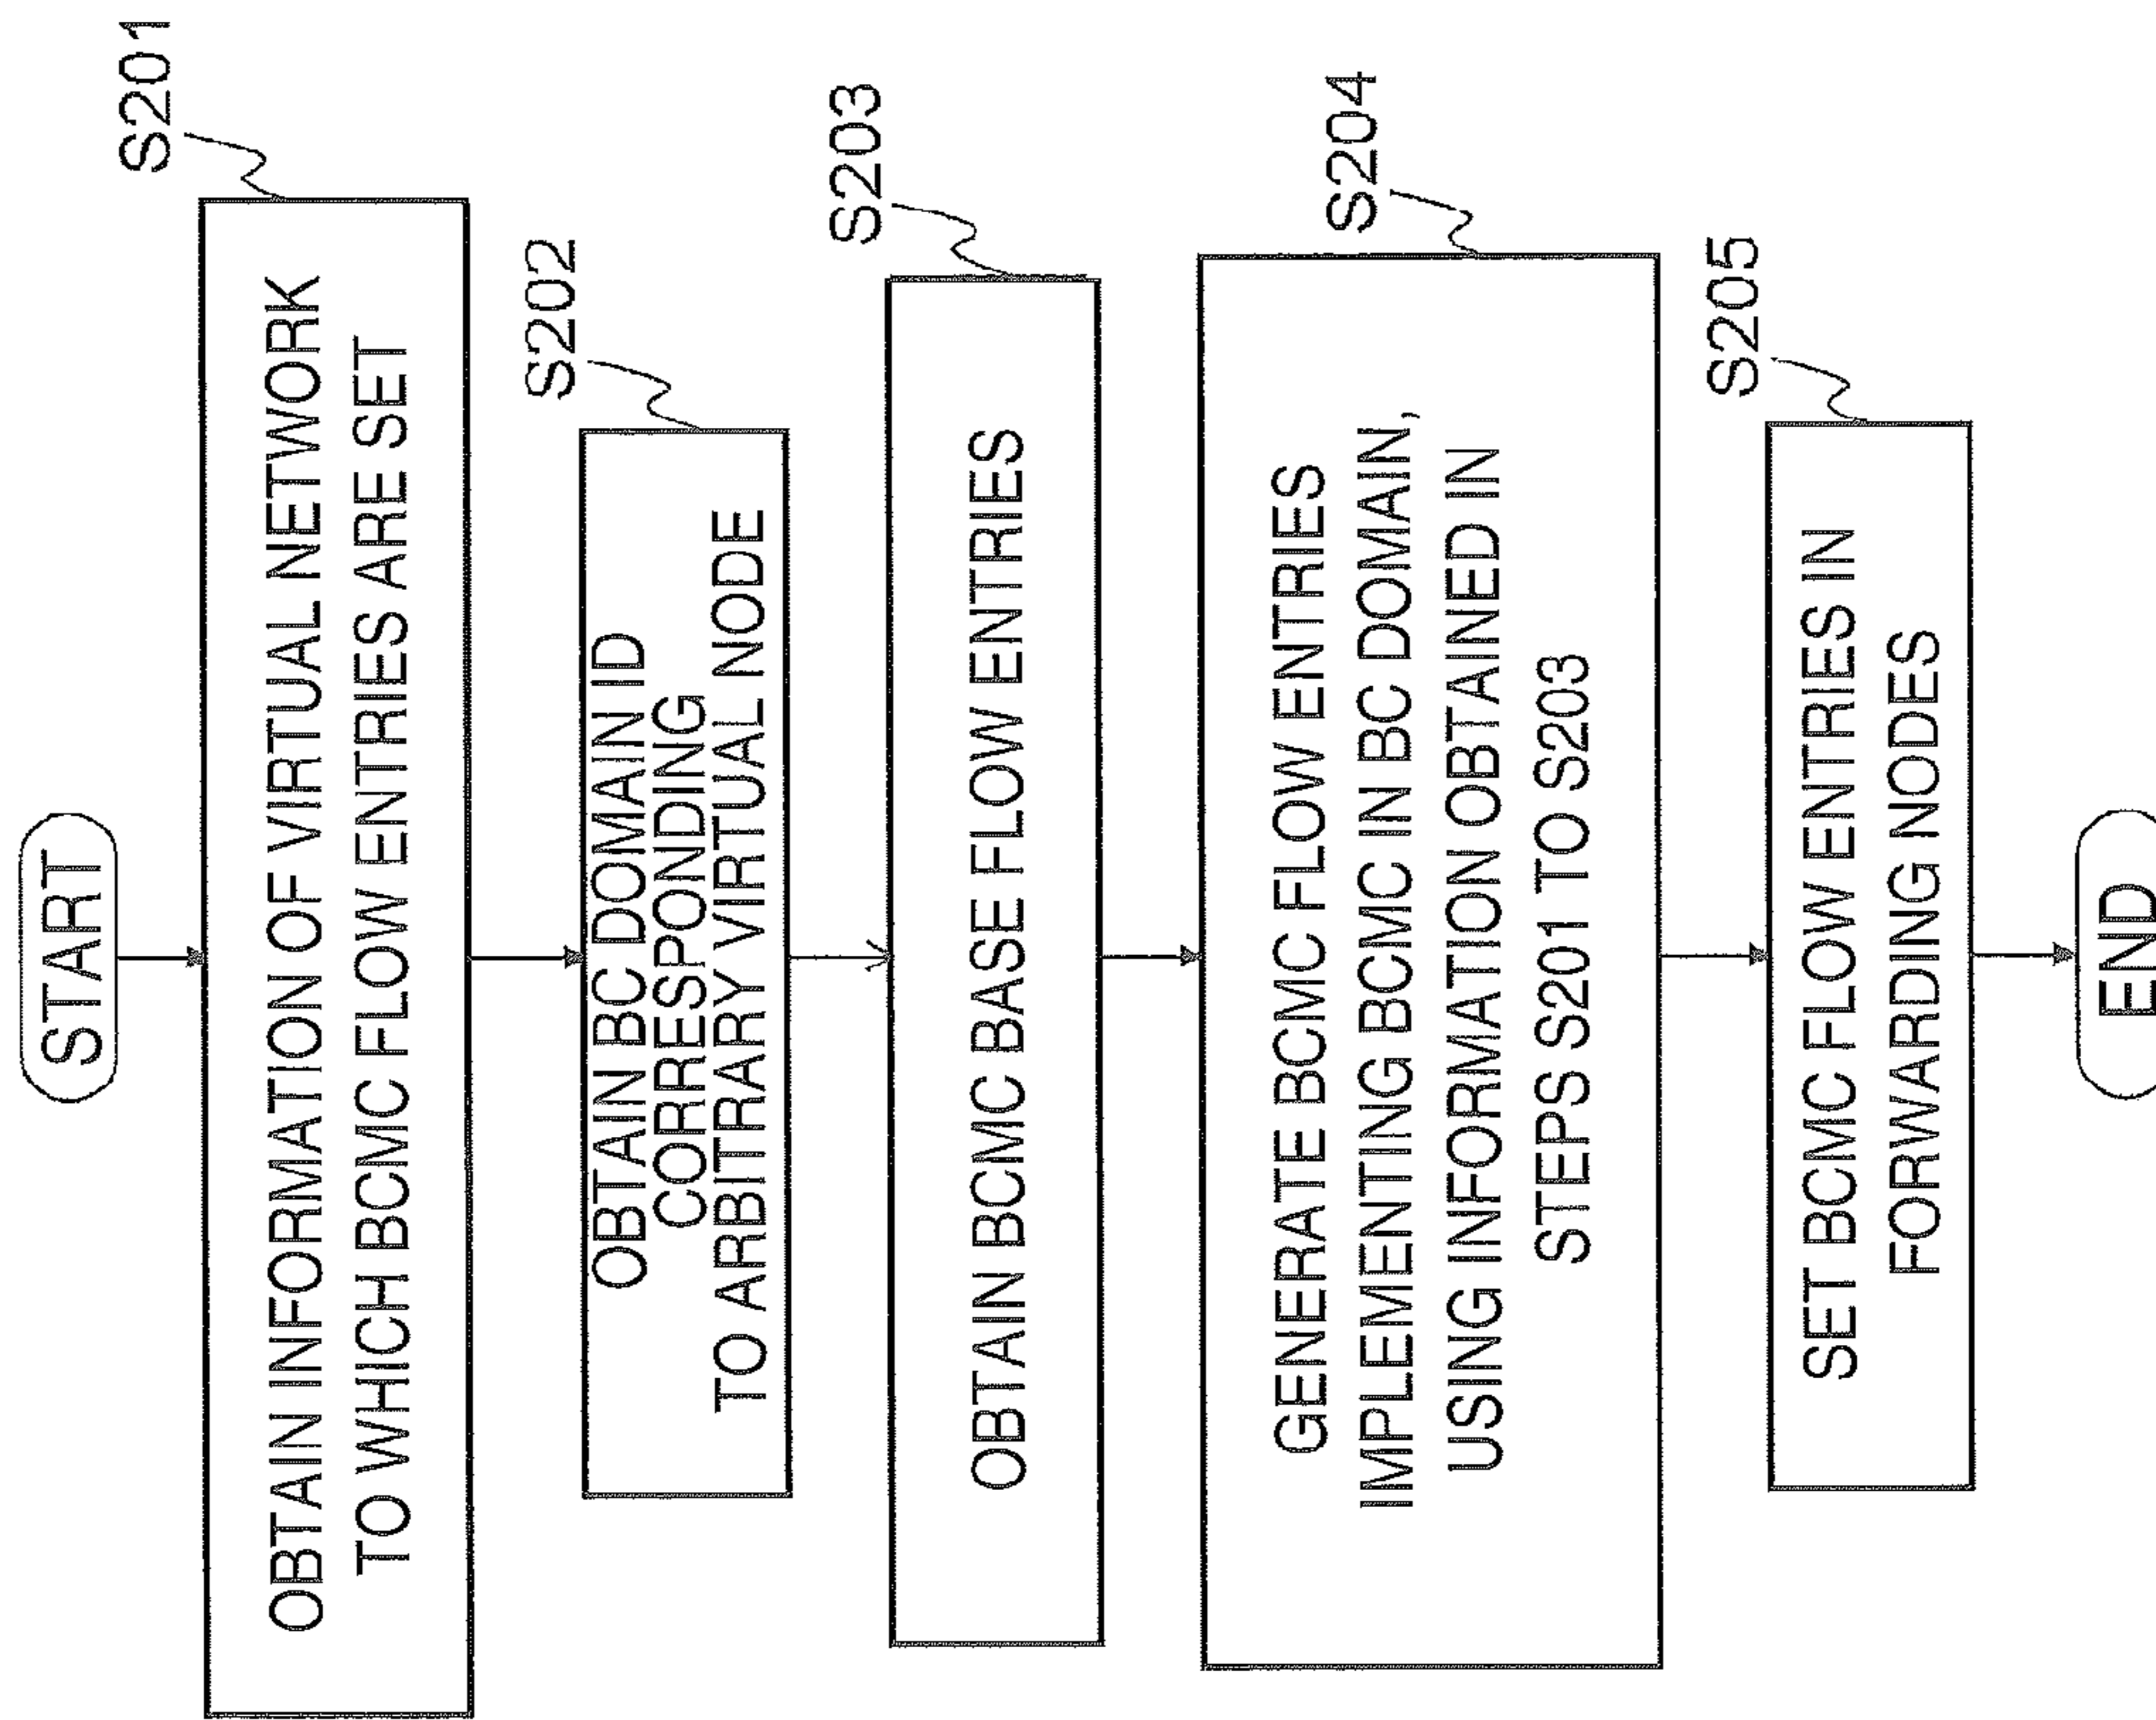 START
S201
OBTAIN INFORMATION OF VIRTUAL NETWORK
TO WHICH BCMC FLOW ENTRIES ARE SET
S202
OBTAIN BC DOMAIN ID
CORRESPONDING
TO ARBITRARY VIRTUAL NODE
S203
OBTAIN BCMC BASE FLOW ENTRIES
S204
GENERATE BCMC FLOW ENTRIES
IMPLEMENTING BCMC IN BC DOMAIN,
USING INFORMATION OBTAINED IN
STEPS S201 TO S203
S205
SET BCMC FLOW ENTRIES IN
FORWARDING NODES
END